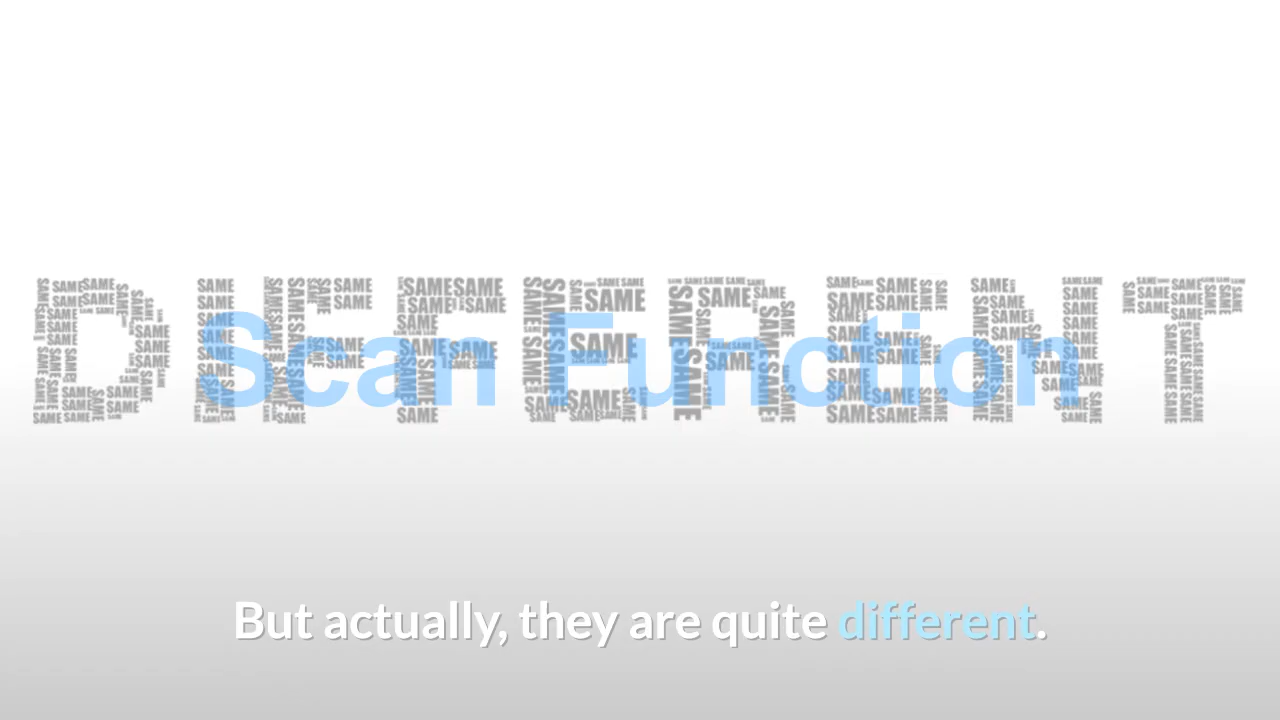 DIFFERENT
Scan Function
But actually, they are quite different.